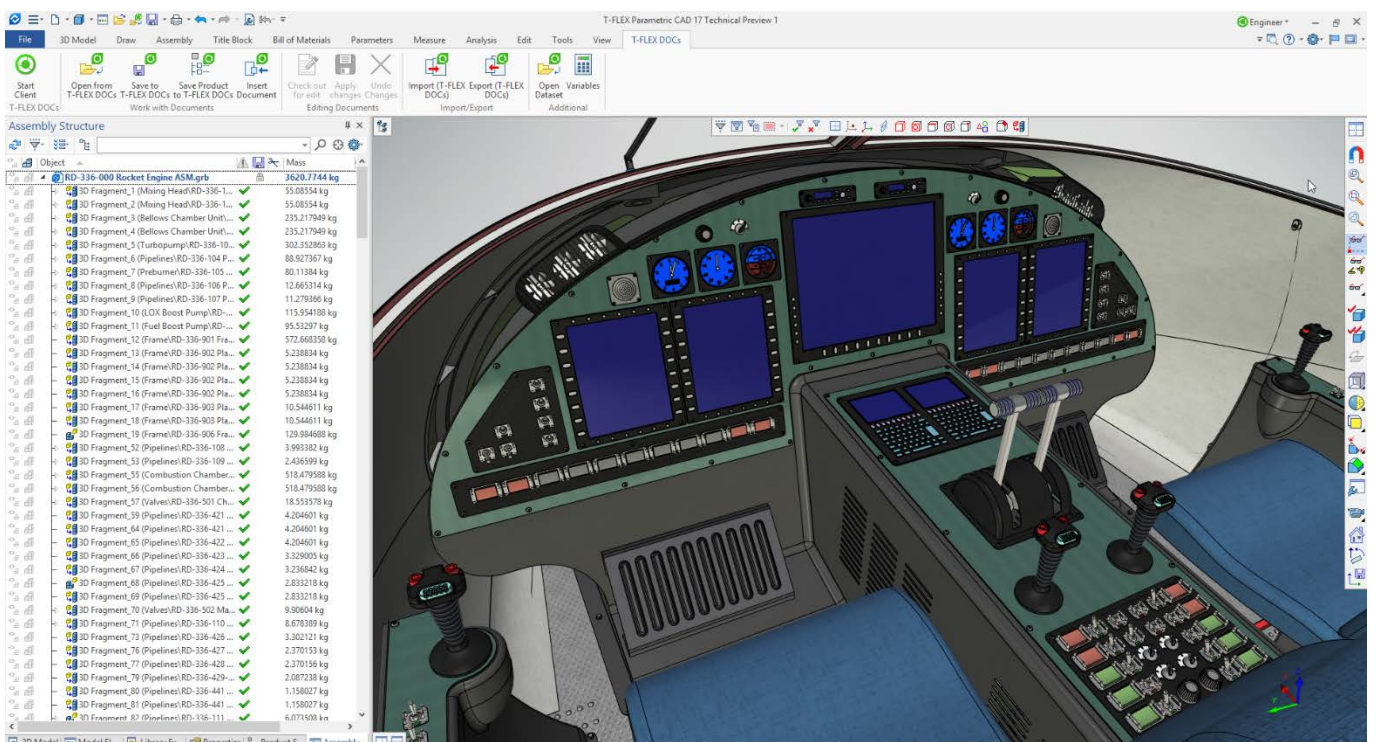 T-FLEX Parametric CAD 17 Technical Preview 1
Engineer
File 3D Model Draw Assembly Title Block Bill of Materials Parameters Measure Analysis Edit Tools View T-FLEX DOCs
Start Client
Open from T-FLEX DOCs
Save to T-FLEX DOCs
Save Product to T-FLEX DOCs
Insert Document
Check out for edit
Apply changes
Undo Changes
Import (T-FLEX DOCs)
Export (T-FLEX DOCs)
Open Dataset
Variables
T-FLEX DOCs Work with Documents Editing Documents Import/Export Additional
Assembly Structure
Object Mass
RD-336-000 Rocket Engine ASM.grb 3620.7744 kg
3D Fragment_1 (Mixing Head\RD-336-1... 55.08554 kg
3D Fragment_2 (Mixing Head\RD-336-1... 55.08554 kg
3D Fragment_3 (Bellows Chamber Unit\... 235.217949 kg
3D Fragment_4 (Bellows Chamber Unit\... 235.217949 kg
3D Fragment_5 (Turbopump\RD-336-10... 302.352863 kg
3D Fragment_6 (Pipelines\RD-336-104 P... 88.927367 kg
3D Fragment_7 (Preburner\RD-336-105 ... 80.11384 kg
3D Fragment_8 (Pipelines\RD-336-106 P... 12.665314 kg
3D Fragment_9 (Pipelines\RD-336-107 P... 11.279366 kg
3D Fragment_10 (LOX Boost Pump\RD-... 115.954188 kg
3D Fragment_11 (Fuel Boost Pump\RD-... 95.53297 kg
3D Fragment_12 (Frame\RD-336-901 Fra... 572.668358 kg
3D Fragment_13 (Frame\RD-336-902 Pla... 5.238834 kg
3D Fragment_14 (Frame\RD-336-902 Pla... 5.238834 kg
3D Fragment_15 (Frame\RD-336-902 Pla... 5.238834 kg
3D Fragment_16 (Frame\RD-336-902 Pla... 5.238834 kg
3D Fragment_17 (Frame\RD-336-903 Pla... 10.544611 kg
3D Fragment_18 (Frame\RD-336-903 Pla... 10.544611 kg
3D Fragment_19 (Frame\RD-336-906 Fra... 129.984688 kg
3D Fragment_52 (Pipelines\RD-336-108 ... 3.993382 kg
3D Fragment_53 (Pipelines\RD-336-109 ... 2.436599 kg
3D Fragment_55 (Combustion Chamber... 518.479588 kg
3D Fragment_56 (Combustion Chamber... 518.479588 kg
3D Fragment_57 (Valves\RD-336-501 Ch... 18.553578 kg
3D Fragment_59 (Pipelines\RD-336-421 ... 4.204601 kg
3D Fragment_64 (Pipelines\RD-336-421 ... 4.204601 kg
3D Fragment_65 (Pipelines\RD-336-422 ... 4.204601 kg
3D Fragment_66 (Pipelines\RD-336-423 ... 3.329005 kg
3D Fragment_67 (Pipelines\RD-336-424 ... 3.236842 kg
3D Fragment_68 (Pipelines\RD-336-425 ... 2.833218 kg
3D Fragment_69 (Pipelines\RD-336-425 ... 2.833218 kg
3D Fragment_70 (Valves\RD-336-502 Ma... 9.90604 kg
3D Fragment_71 (Pipelines\RD-336-110 ... 8.678389 kg
3D Fragment_73 (Pipelines\RD-336-426 ... 3.302121 kg
3D Fragment_76 (Pipelines\RD-336-427 ... 2.370153 kg
3D Fragment_77 (Pipelines\RD-336-428 ... 2.370156 kg
3D Fragment_79 (Pipelines\RD-336-429-... 2.087238 kg
3D Fragment_80 (Pipelines\RD-336-441 ... 1.158027 kg
3D Fragment_81 (Pipelines\RD-336-441 ... 1.158027 kg
3D Fragment_82 (Pipelines\RD-336-111 ... 6.073508 kg